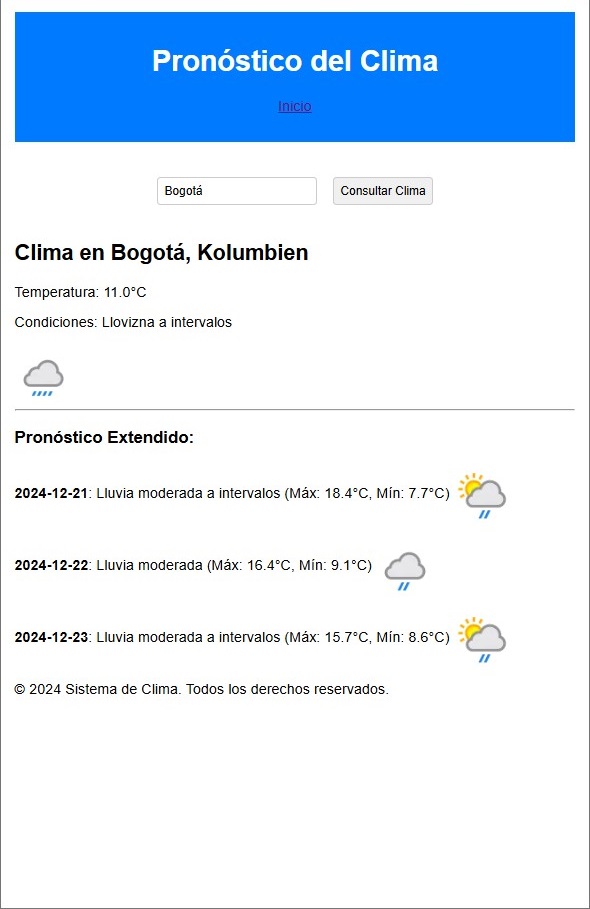 Pronóstico del Clima
Inicio
Bogotá
Consultar Clima
Clima en Bogotá, Kolumbien
Temperatura: 11.0°C
Condiciones: Llovizna a intervalos
Pronóstico Extendido:
2024-12-21: Lluvia moderada a intervalos (Máx: 18.4°C, Mín: 7.7°C)
2024-12-22: Lluvia moderada (Máx: 16.4°C, Mín: 9.1°C)
2024-12-23: Lluvia moderada a intervalos (Máx: 15.7°C, Mín: 8.6°C)
© 2024 Sistema de Clima. Todos los derechos reservados.